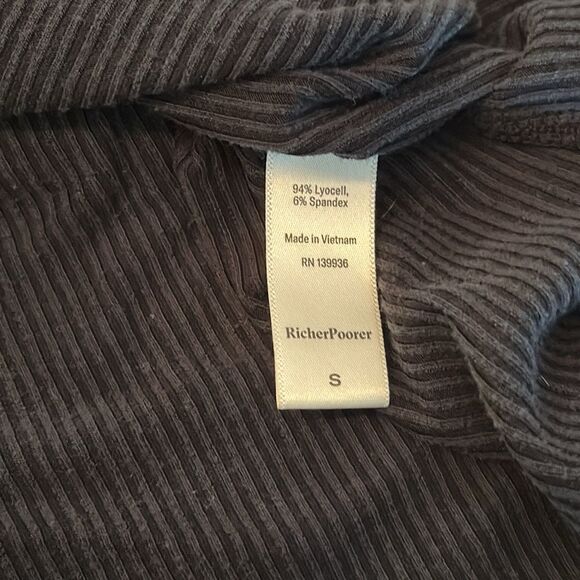 94% Lyocell,
6% Spandex
Made in Vietnam
RN 139936
RicherPoorer
S